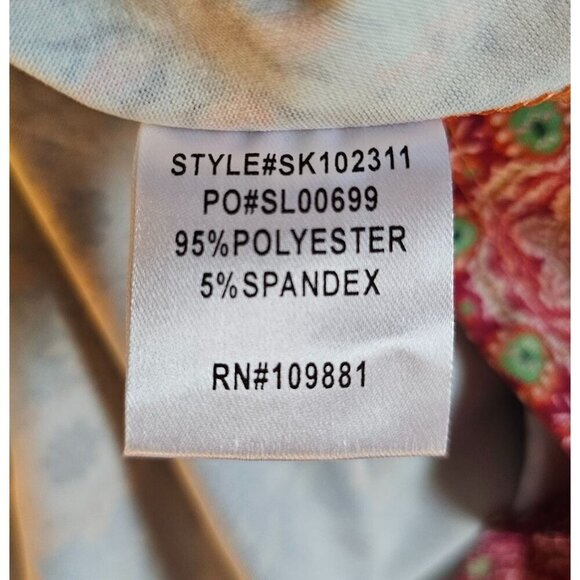 STYLE#SK102311
PO#SL00699
95%POLYESTER
5%SPANDEX
RN#109881